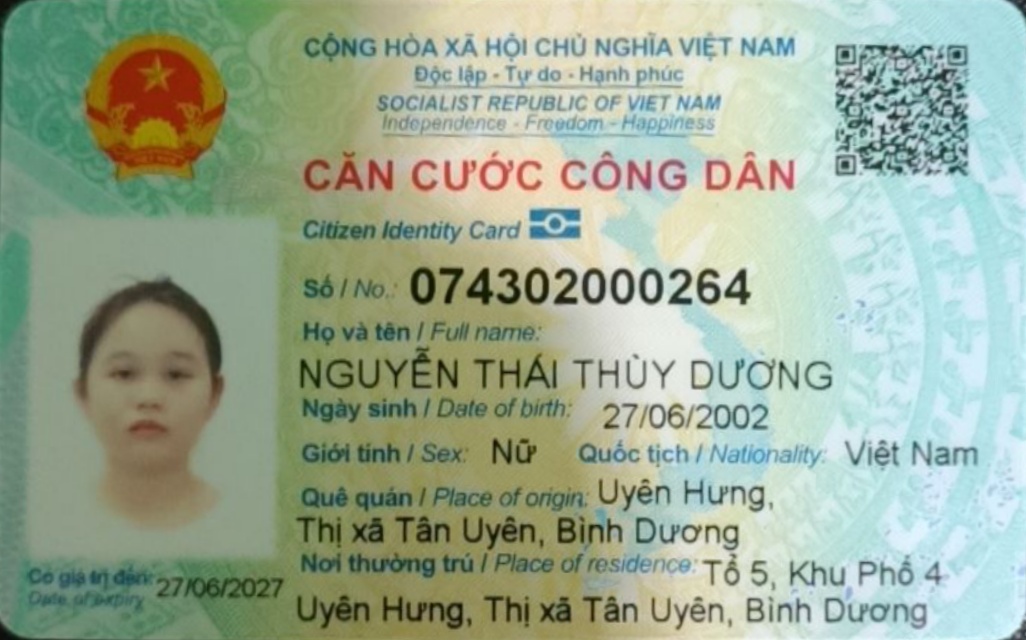 CỘNG HÒA XÃ HỘI CHỦ NGHĨA VIỆT NAM
Độc lập - Tự do - Hạnh phúc
SOCIALIST REPUBLIC OF VIET NAM
Independence - Freedom - Happiness
CĂN CƯỚC CÔNG DÂN
Citizen Identity Card
Số / No.: 074302000264
Họ và tên / Full name:
NGUYỄN THÁI THÙY DƯỜNG
Ngày sinh / Date of birth: 27/06/2002
Giới tính / Sex: Nữ Quốc tịch / Nationality: Việt Nam
Quê quán / Place of origin: Uyên Hưng,
Thị xã Tân Uyên, Bình Dương
Nơi thường trú / Place of residence: Tổ 5, Khu Phố 4
Uyên Hưng, Thị xã Tân Uyên, Bình Dương
Có giá trị đến: 27/06/2027
Date of expiry